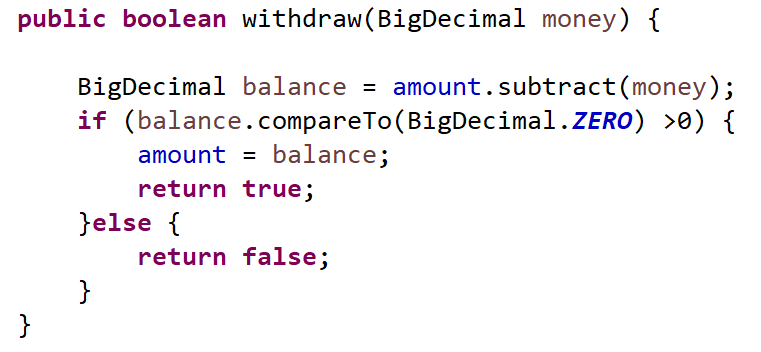 public boolean withdraw(BigDecimal money) {
BigDecimal balance = amount.subtract(money);
if (balance.compareTo(BigDecimal.ZERO) >0) {
amount = balance;
return true;
}else {
return false;
}
}